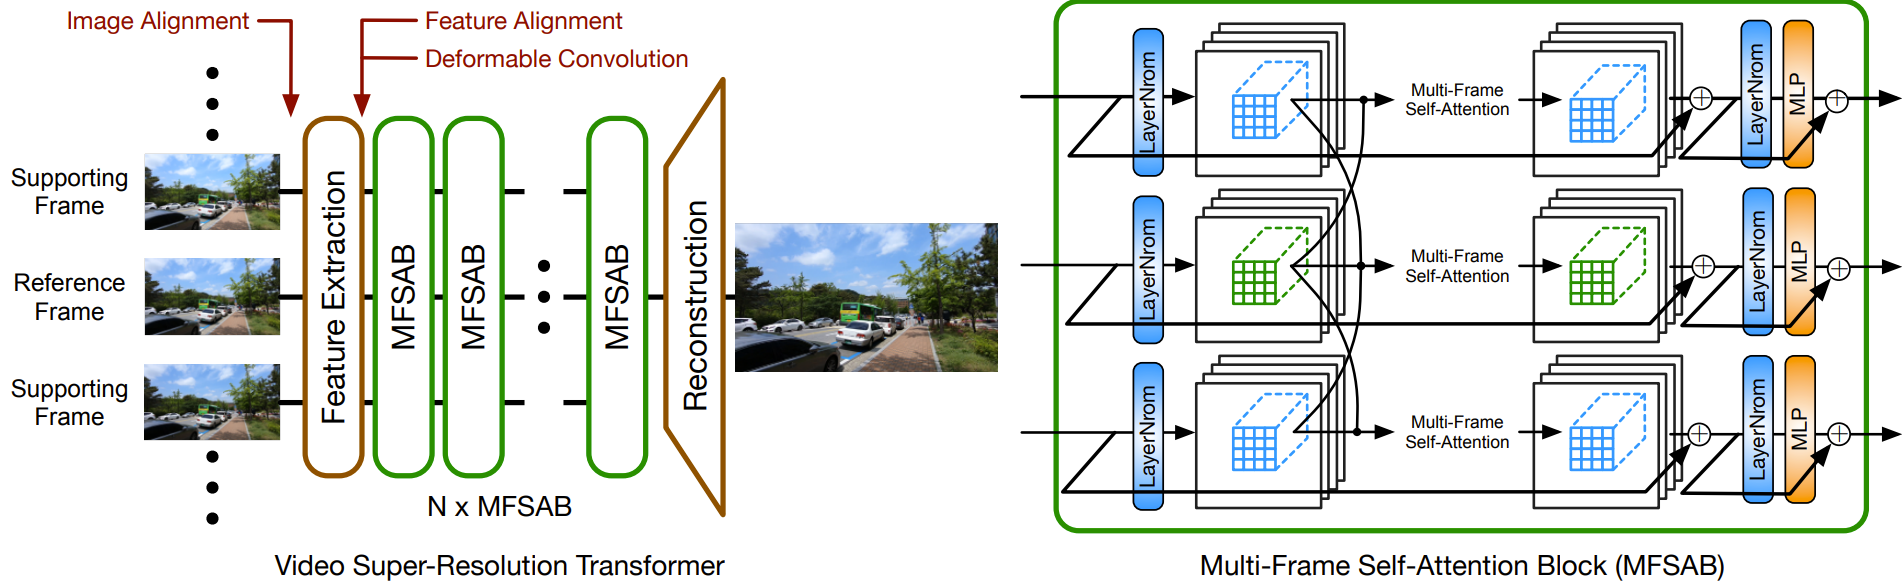 Image Alignment
Feature Alignment
Deformable Convolution
Supporting
Frame
Reference
Frame
Supporting
Frame
Feature Extraction
MFSAB
MFSAB
MFSAB
Reconstruction
N x MFSAB
Video Super-Resolution Transformer
LayerNrom
Multi-Frame
Self-Attention
LayerNrom
MLP
LayerNrom
Multi-Frame
Self-Attention
LayerNrom
MLP
LayerNrom
Multi-Frame
Self-Attention
LayerNrom
MLP
Multi-Frame Self-Attention Block (MFSAB)